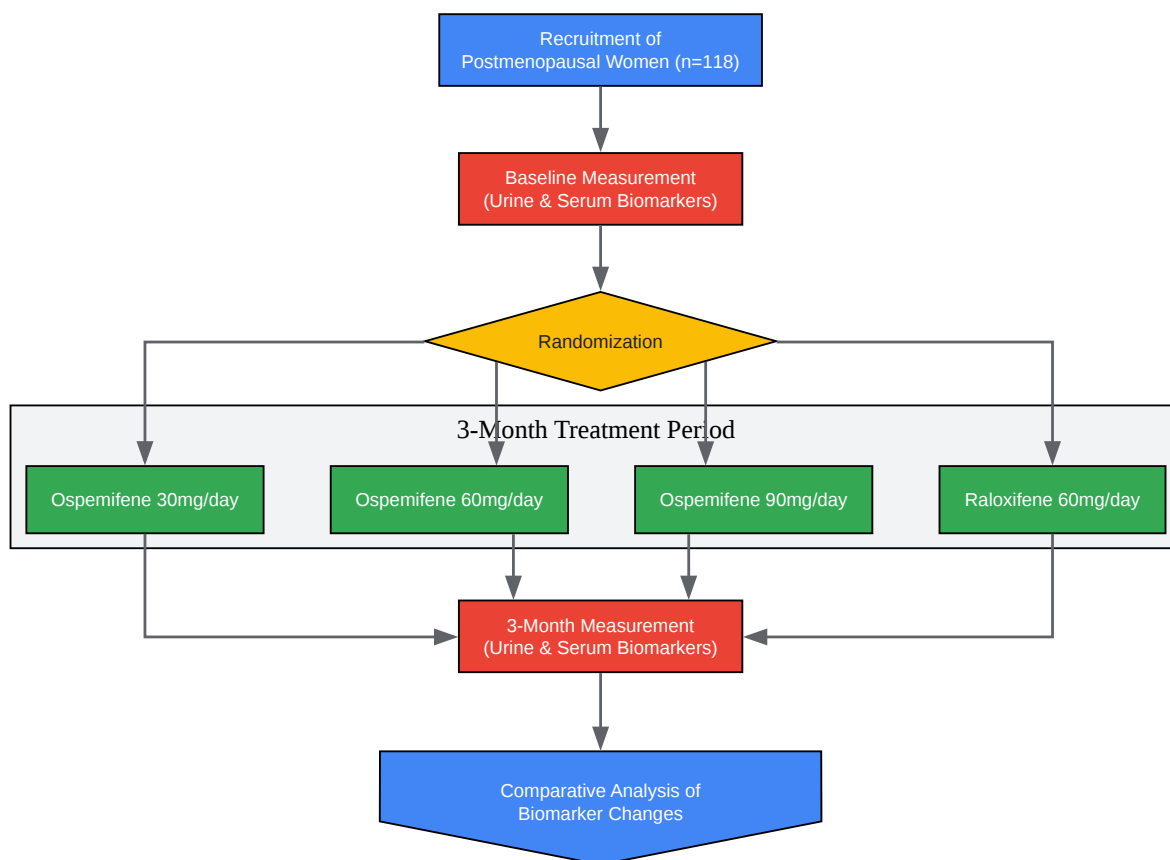 Recruitment of
Postmenopausal Women (n=118)
Baseline Measurement
(Urine & Serum Biomarkers)
Randomization
3-Month Treatment Period
Ospemifene 30mg/day
Ospemifene 60mg/day
Ospemifene 90mg/day
Raloxifene 60mg/day
3-Month Measurement
(Urine & Serum Biomarkers)
Comparative Analysis of
Biomarker Changes